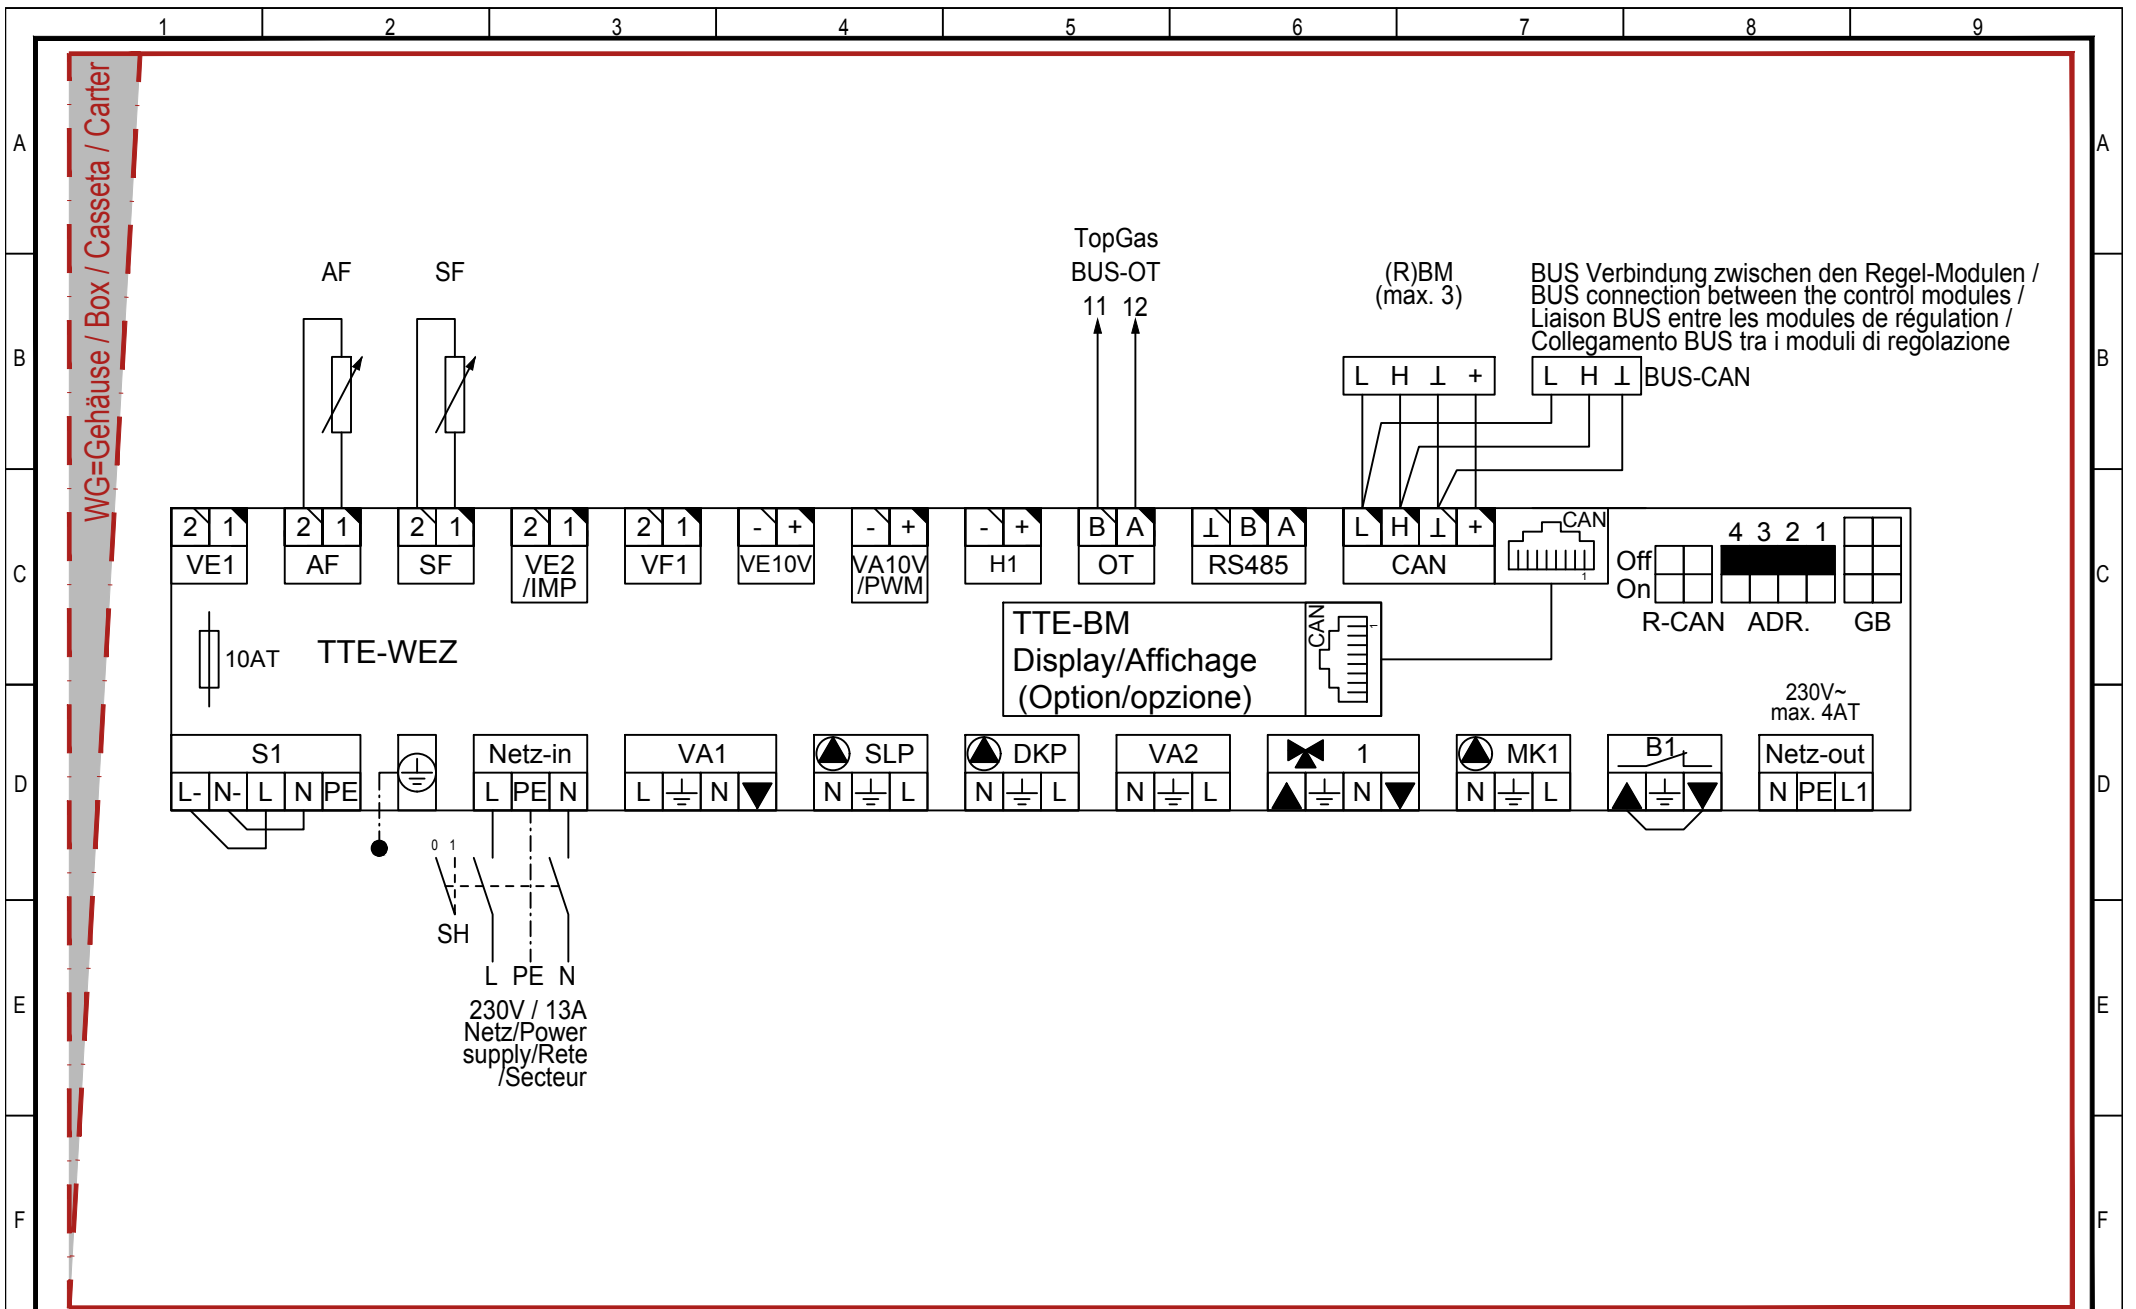 1 2 3 4 5 6 7 8 9
WG=Gehäuse / Box / Casseta / Carter
A A
TopGas
BUS-OT
11 12
AF SF
(R)BM
(max. 3)
BUS Verbindung zwischen den Regel-Modulen /
BUS connection between the control modules /
Liaison BUS entre les modules de régulation /
Collegamento BUS tra i moduli di regolazione
B B
L H ⊥ +
L H ⊥ BUS-CAN
2 1 2 1 2 1 2 1 2 1 - + - + - + B A ⊥ B A L H ⊥ + CAN
VE1 AF SF VE2 VF1 VE10V VA10V H1 OT RS485 CAN
/IMP /PWM
1
Off
On
R-CAN
4 3 2 1
ADR.
GB
C C
10AT
TTE-WEZ
TTE-BM
Display/Affichage
(Option/opzione)
CAN
1
230V~
max. 4AT
S1 Netz-in VA1 SLP DKP VA2 1 MK1 B1 Netz-out
L- N- L N PE L PE N L N N L N L N L N N L N PE L1
D D
0 1
SH
L PE N
230V / 13A
Netz/Power
supply/Rete
/Secteur
E E
F F